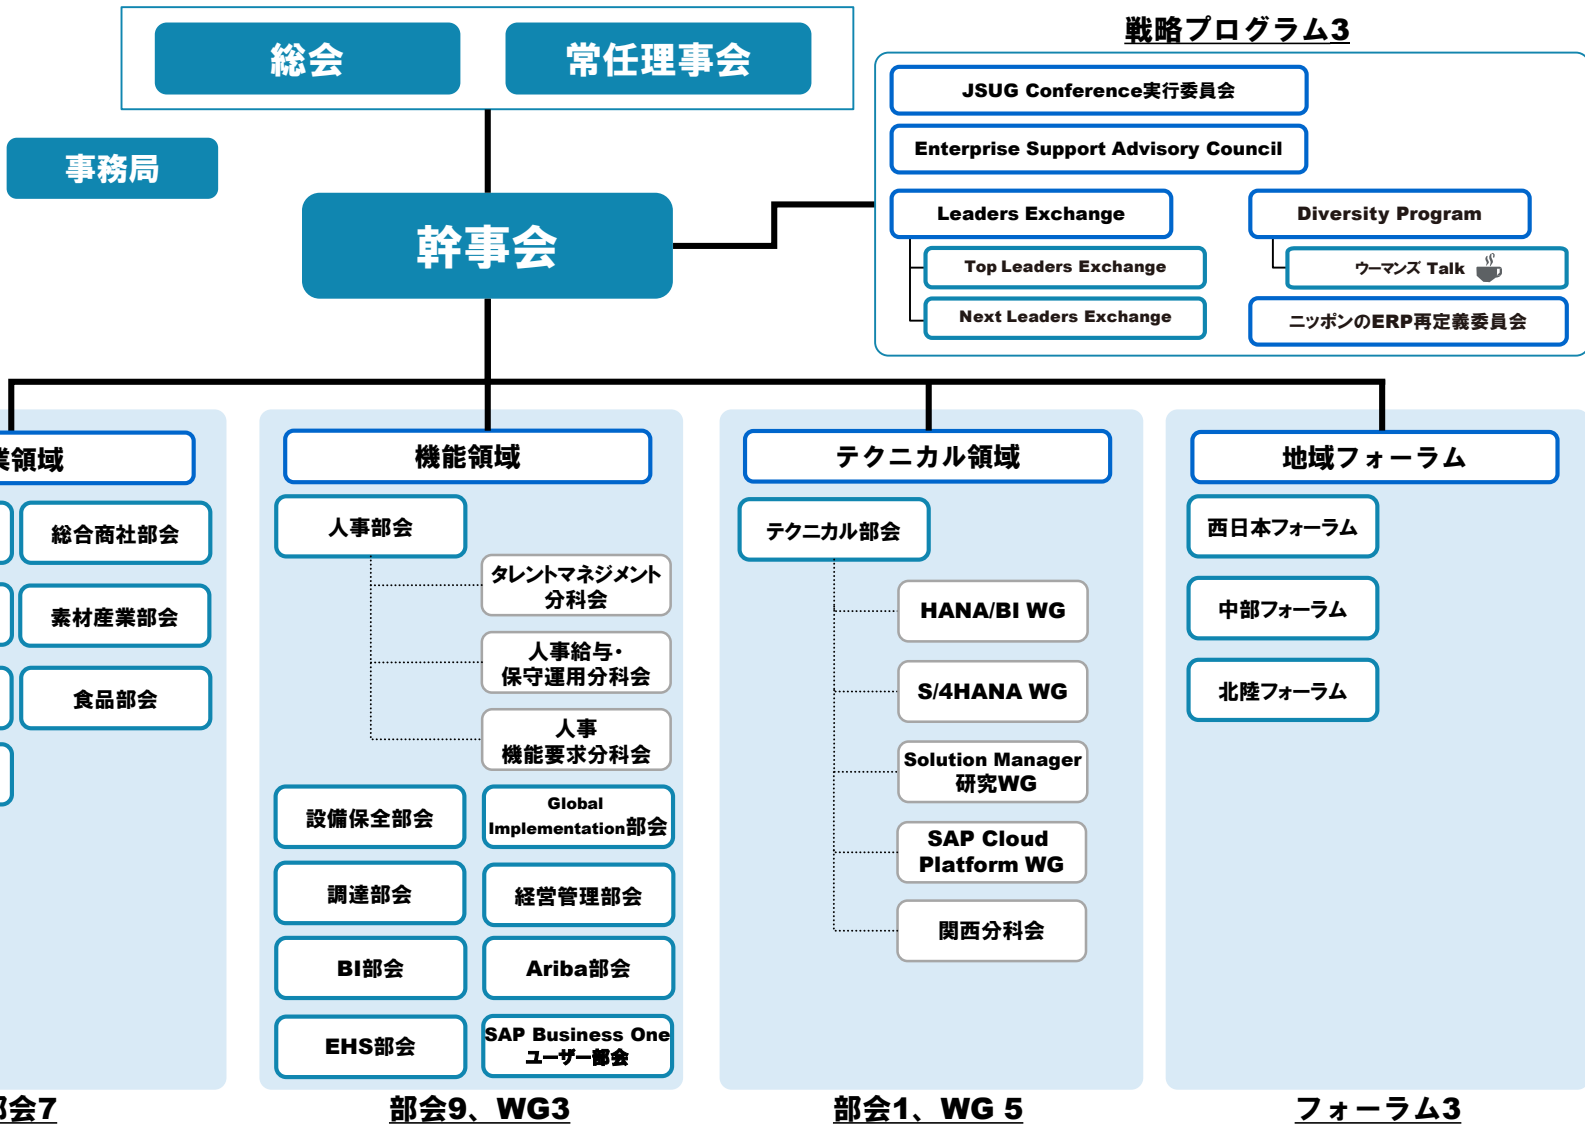 総会
常任理事会
事務局
幹事会
戦略プログラム3
JSUG Conference実行委員会
Enterprise Support Advisory Council
Leaders Exchange
Top Leaders Exchange
Next Leaders Exchange
Diversity Program
ウーマンズ Talk
ニッポンのERP再定義委員会
業領域
総合商社部会
素材産業部会
食品部会
部会7
機能領域
人事部会
タレントマネジメント
分科会
人事給与・
保守運用分科会
人事
機能要求分科会
設備保全部会
Global
Implementation部会
調達部会
経営管理部会
BI部会
Ariba部会
EHS部会
SAP Business One
ユーザー部会
部会9、WG3
テクニカル領域
テクニカル部会
HANA/BI WG
S/4HANA WG
Solution Manager
研究WG
SAP Cloud
Platform WG
関西分科会
部会1、WG 5
地域フォーラム
西日本フォーラム
中部フォーラム
北陸フォーラム
フォーラム3